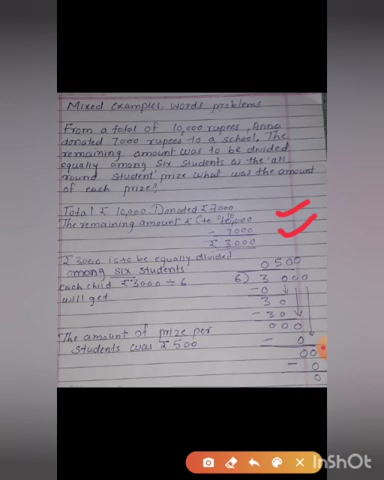 Mixed examples words problems
From a total of 10,000 rupees, Anna
donated 7000 rupees to a school. The
remaining amount was to be divided
equally among six students as the 'all
round student' prize what was the amount
of each prize?
Total ₹ 10,000 Donated ₹ 7000
The remaining amount ₹ 10,000
- 7000
₹ 3000
₹ 3000 is to be equally divided
among six students
Each child ₹ 3000 ÷ 6
will get
0500
6) 3000
-0
30
-30
000
- 0
00
- 0
0
The amount of prize per
students was ₹ 500
InShOt